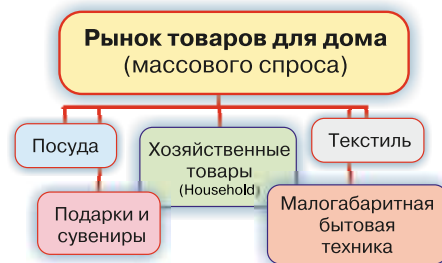 Рынок товаров для дома
(массового спроса)
Посуда
Хозяйственные
товары
(Household)
Текстиль
Подарки и
сувениры
Малогабаритная
бытовая
техника